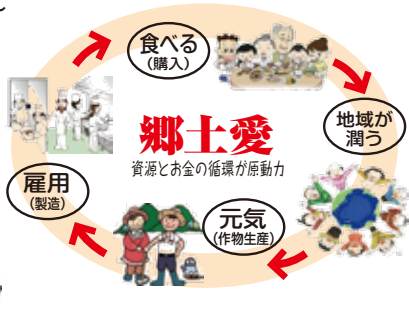 食べる
(購入)
地域が
潤う
郷土愛
資源とお金の循環が原動力
雇用
(製造)
元気
(作物生産)